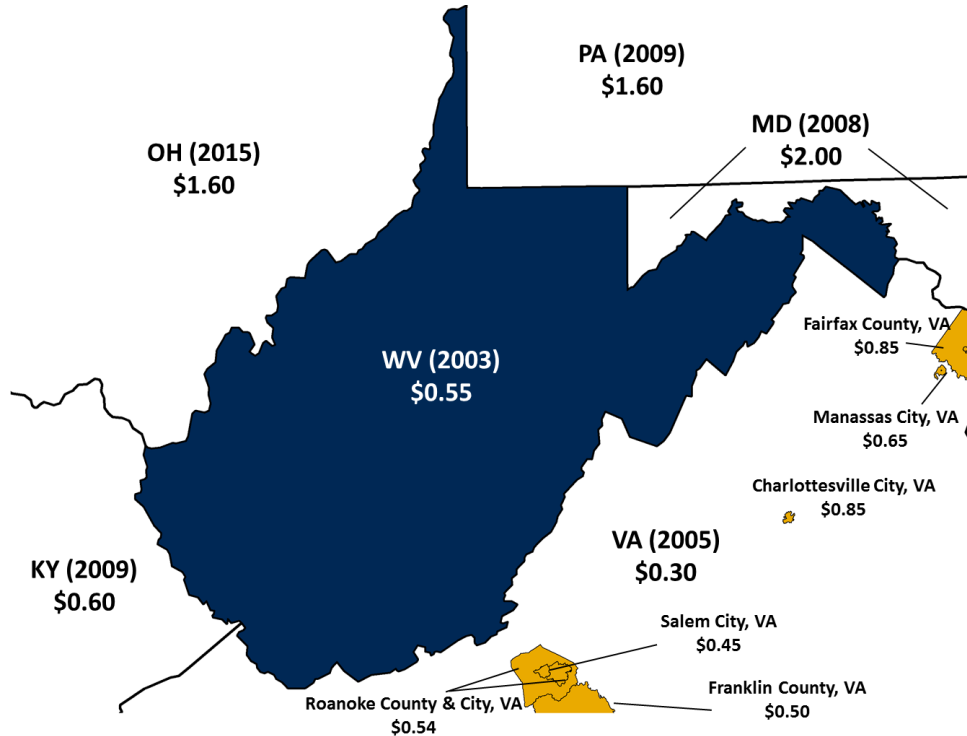 PA (2009)
$1.60
MD (2008)
$2.00
OH (2015)
$1.60
Fairfax County, VA
$0.85
WV (2003)
$0.55
Manassas City, VA
$0.65
Charlottesville City, VA
$0.85
VA (2005)
$0.30
KY (2009)
$0.60
Salem City, VA
$0.45
Franklin County, VA
$0.50
Roanoke County & City, VA
$0.54